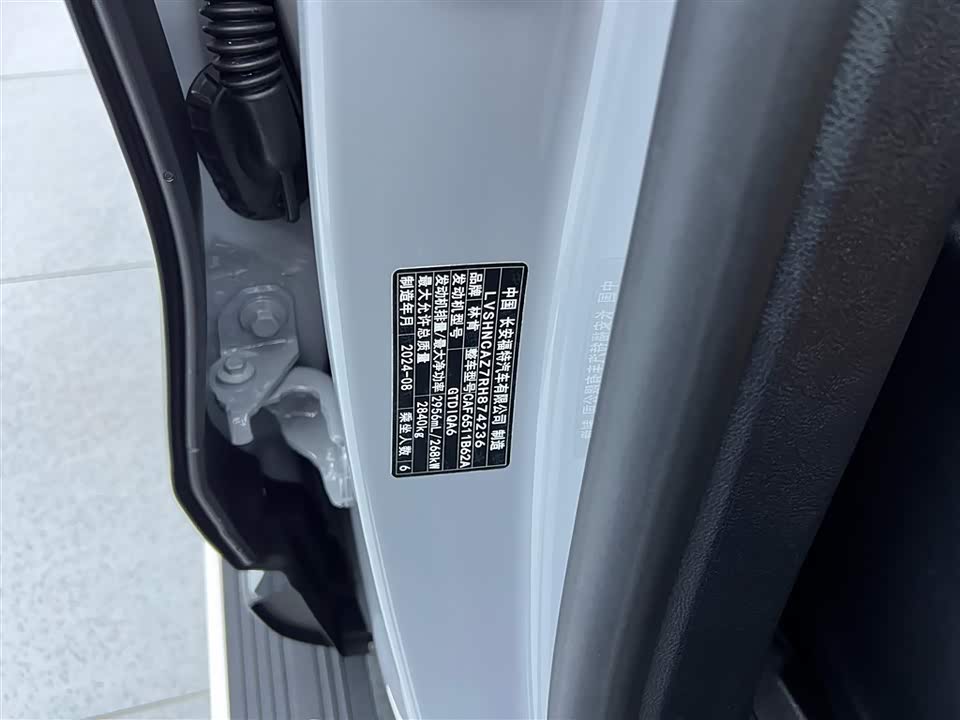 中国 长安福特汽车有限公司 制造
LVSHNCAZ7RH874236
品牌 林肯 整车型号CAF6511B62A
发动机型号 GTDIQA6
发动机排量/最大净功率2956mL/268kW
最大允许总质量 2840kg
制造年月 2024-08 乘坐人数 6